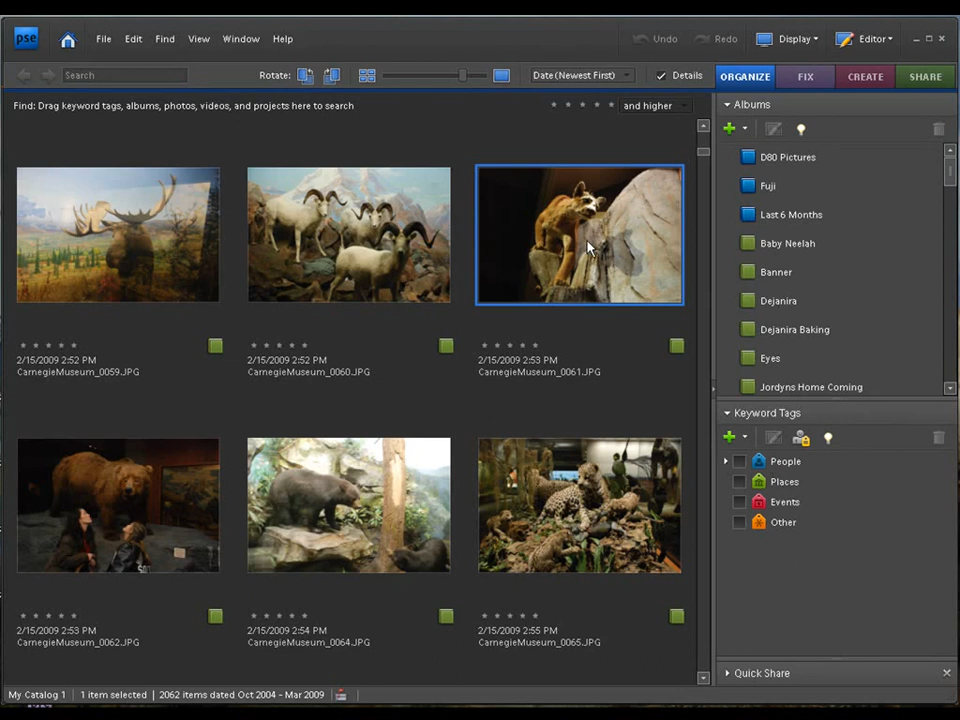 pse File Edit Find View Window Help Undo Redo Display Editor
Search Rotate: Date (Newest First) Details ORGANIZE FIX CREATE SHARE
Find: Drag keyword tags, albums, photos, videos, and projects here to search and higher
Albums
D80 Pictures
Fuji
Last 6 Months
Baby Neelah
Banner
Dejanira
Dejanira Baking
Eyes
Jordyns Home Coming
2/15/2009 2:52 PM
CarnegieMuseum_0059.JPG
2/15/2009 2:52 PM
CarnegieMuseum_0060.JPG
2/15/2009 2:53 PM
CarnegieMuseum_0061.JPG
Keyword Tags
People
Places
Events
Other
2/15/2009 2:53 PM
CarnegieMuseum_0062.JPG
2/15/2009 2:54 PM
CarnegieMuseum_0064.JPG
2/15/2009 2:55 PM
CarnegieMuseum_0065.JPG
Quick Share
My Catalog 1 1 item selected 2062 items dated Oct 2004 - Mar 2009